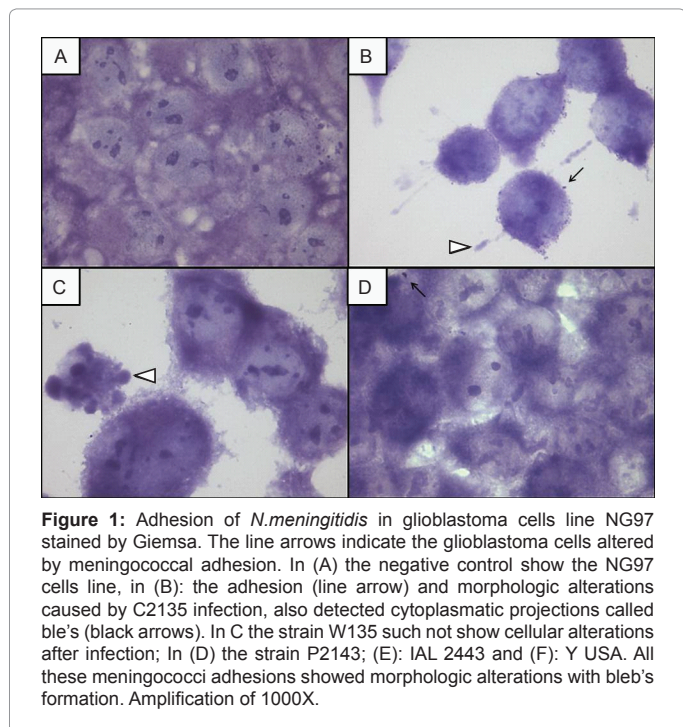 A
B
C
D
Figure 1: Adhesion of N.meningitidis in glioblastoma cells line NG97
stained by Giemsa. The line arrows indicate the glioblastoma cells altered
by meningococcal adhesion. In (A) the negative control show the NG97
cells line, in (B): the adhesion (line arrow) and morphologic alterations
caused by C2135 infection, also detected cytoplasmatic projections called
ble's (black arrows). In C the strain W135 such not show cellular alterations
after infection; In (D) the strain P2143; (E): IAL 2443 and (F): Y USA. All
these meningococci adhesions showed morphologic alterations with bleb's
formation. Amplification of 1000X.